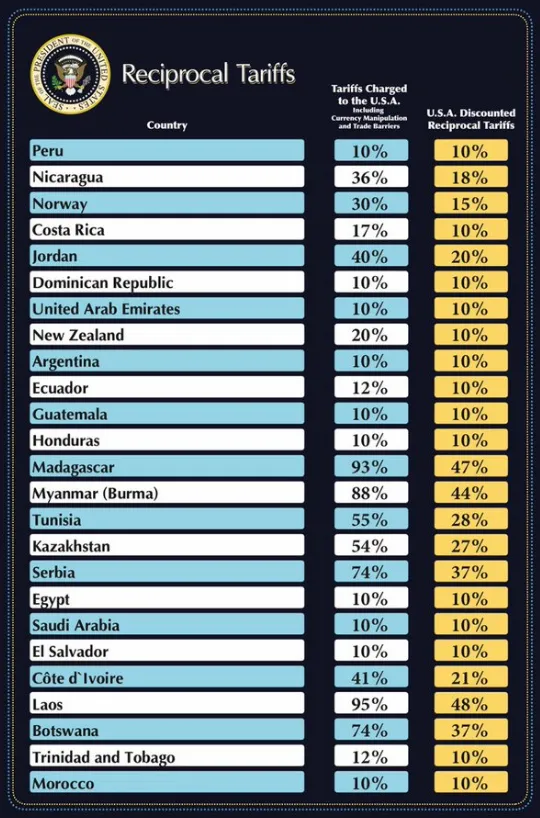 SEAL OF THE PRESIDENT OF THE UNITED STATES
Reciprocal Tariffs
Country
Tariffs Charged
to the U.S.A.
Including
Currency Manipulation
and Trade Barriers
U.S.A. Discounted
Reciprocal Tariffs
Peru 10% 10%
Nicaragua 36% 18%
Norway 30% 15%
Costa Rica 17% 10%
Jordan 40% 20%
Dominican Republic 10% 10%
United Arab Emirates 10% 10%
New Zealand 20% 10%
Argentina 10% 10%
Ecuador 12% 10%
Guatemala 10% 10%
Honduras 10% 10%
Madagascar 93% 47%
Myanmar (Burma) 88% 44%
Tunisia 55% 28%
Kazakhstan 54% 27%
Serbia 74% 37%
Egypt 10% 10%
Saudi Arabia 10% 10%
El Salvador 10% 10%
Côte d`Ivoire 41% 21%
Laos 95% 48%
Botswana 74% 37%
Trinidad and Tobago 12% 10%
Morocco 10% 10%